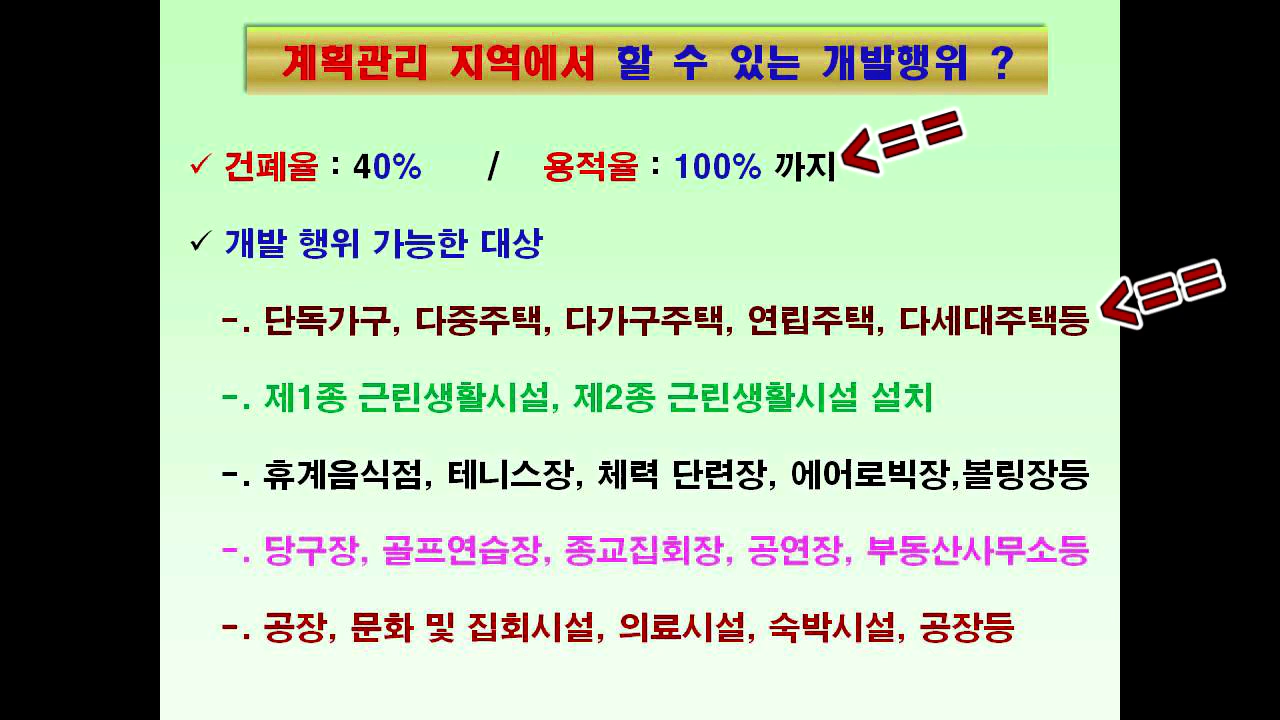 계획관리 지역에서 할 수 있는 개발행위 ?
✓ 건폐율 : 40% / 용적율 : 100% 까지 <==
✓ 개발 행위 가능한 대상
-. 단독가구, 다중주택, 다가구주택, 연립주택, 다세대주택등 <==
-. 제1종 근린생활시설, 제2종 근린생활시설 설치
-. 휴계음식점, 테니스장, 체력 단련장, 에어로빅장,볼링장등
-. 당구장, 골프연습장, 종교집회장, 공연장, 부동산사무소등
-. 공장, 문화 및 집회시설, 의료시설, 숙박시설, 공장등